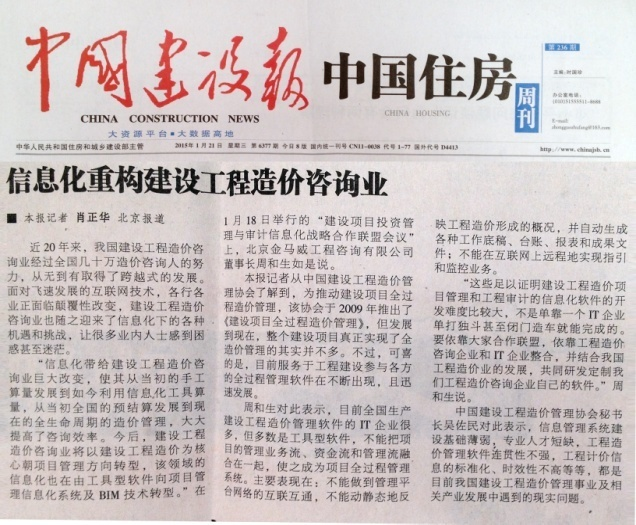 中國建设報
CHINA CONSTRUCTION NEWS
大资源平台·大数据高地
中国住房
CHINA HOUSING
周刊
第236期
主编:叶国标
办公室电话:
E-mail
中华人民共和国住房和城乡建设部主管
2015年1月21日 星期三 第6377期 今日8版 国内统一刊号CN11-0038 代号1-77 国外代号D4413
http://www.chinajsb.cn
信息化重构建设工程造价咨询业
■ 本报记者 肖正华 北京报道
近20年来,我国建设工程造价咨
询业经过全国几十万造价咨询人的努
力,从无到有取得了跨越式的发展。
面对飞速发展的互联网技术,各行各
业正面临颠覆性改变,建设工程造价
咨询业也随之迎来了信息化下的各种
机遇和挑战,让很多业内人士感到困
惑甚至迷茫。
“信息化带给建设工程造价咨
询业巨大改变,使其从当初的手工
算量发展到如今利用信息化工具算
量,从当初全国的预结算发展到现
在的全生命周期的造价管理,大大
提高了咨询效率。今后,建设工程
造价咨询业将以建设工程造价为核
心朝项目管理方向转型,该领域的
信息化也在由工具型软件向项目管
理信息化系统及BIM技术转型。”在
1月18日举行的“建设项目投资管
理与审计信息化战略合作联盟会议”
上,北京金马威工程咨询有限公司
董事长周和生如是说。
本报记者从中国建设工程造价管
理协会了解到,为推动建设项目全过
程造价管理,该协会于2009年推出了
《建设项目全过程造价管理》,但发展
到现在,整个建设项目真正实现了全
造价管理的其实并不多。不过,可喜
的是,目前服务于工程建设参与各方
的全过程管理软件在不断出现,且迅
速发展。
周和生对此表示,目前全国生产
建设工程造价管理软件的IT企业很
多,但多数是工具型软件,不能把项
目的管理业务流、资金流和管理流融
合在一起,使之成为项目全过程管理
系统。主要表现在:不能做到管理平
台网络的互联互通,不能动静态地反
映工程造价形成的概况,并自动生成
各种工作底稿、台账、报表和成果文
件;不能在互联网上远程地实现指引
和监控业务。
“这些足以证明建设工程造价项
目管理和工程审计的信息化软件的开
发难度比较大,不是单靠一个IT企业
单打独斗甚至闭门造车就能完成的。
要依靠大家合作联盟,依靠工程造价
咨询企业和IT企业整合,并结合我国
工程造价业的发展,共同研发定制我
们工程造价咨询企业自己的软件。”周
和生说。
中国建设工程造价管理协会秘书
长吴佐民对此表示,信息管理系统建
设基础薄弱,专业人才短缺,工程造
价管理软件连贯性不强,工程计价信
息的标准化、时效性不高等等,都是
目前我国建设工程造价管理事业及相
关产业发展中遇到的现实问题。